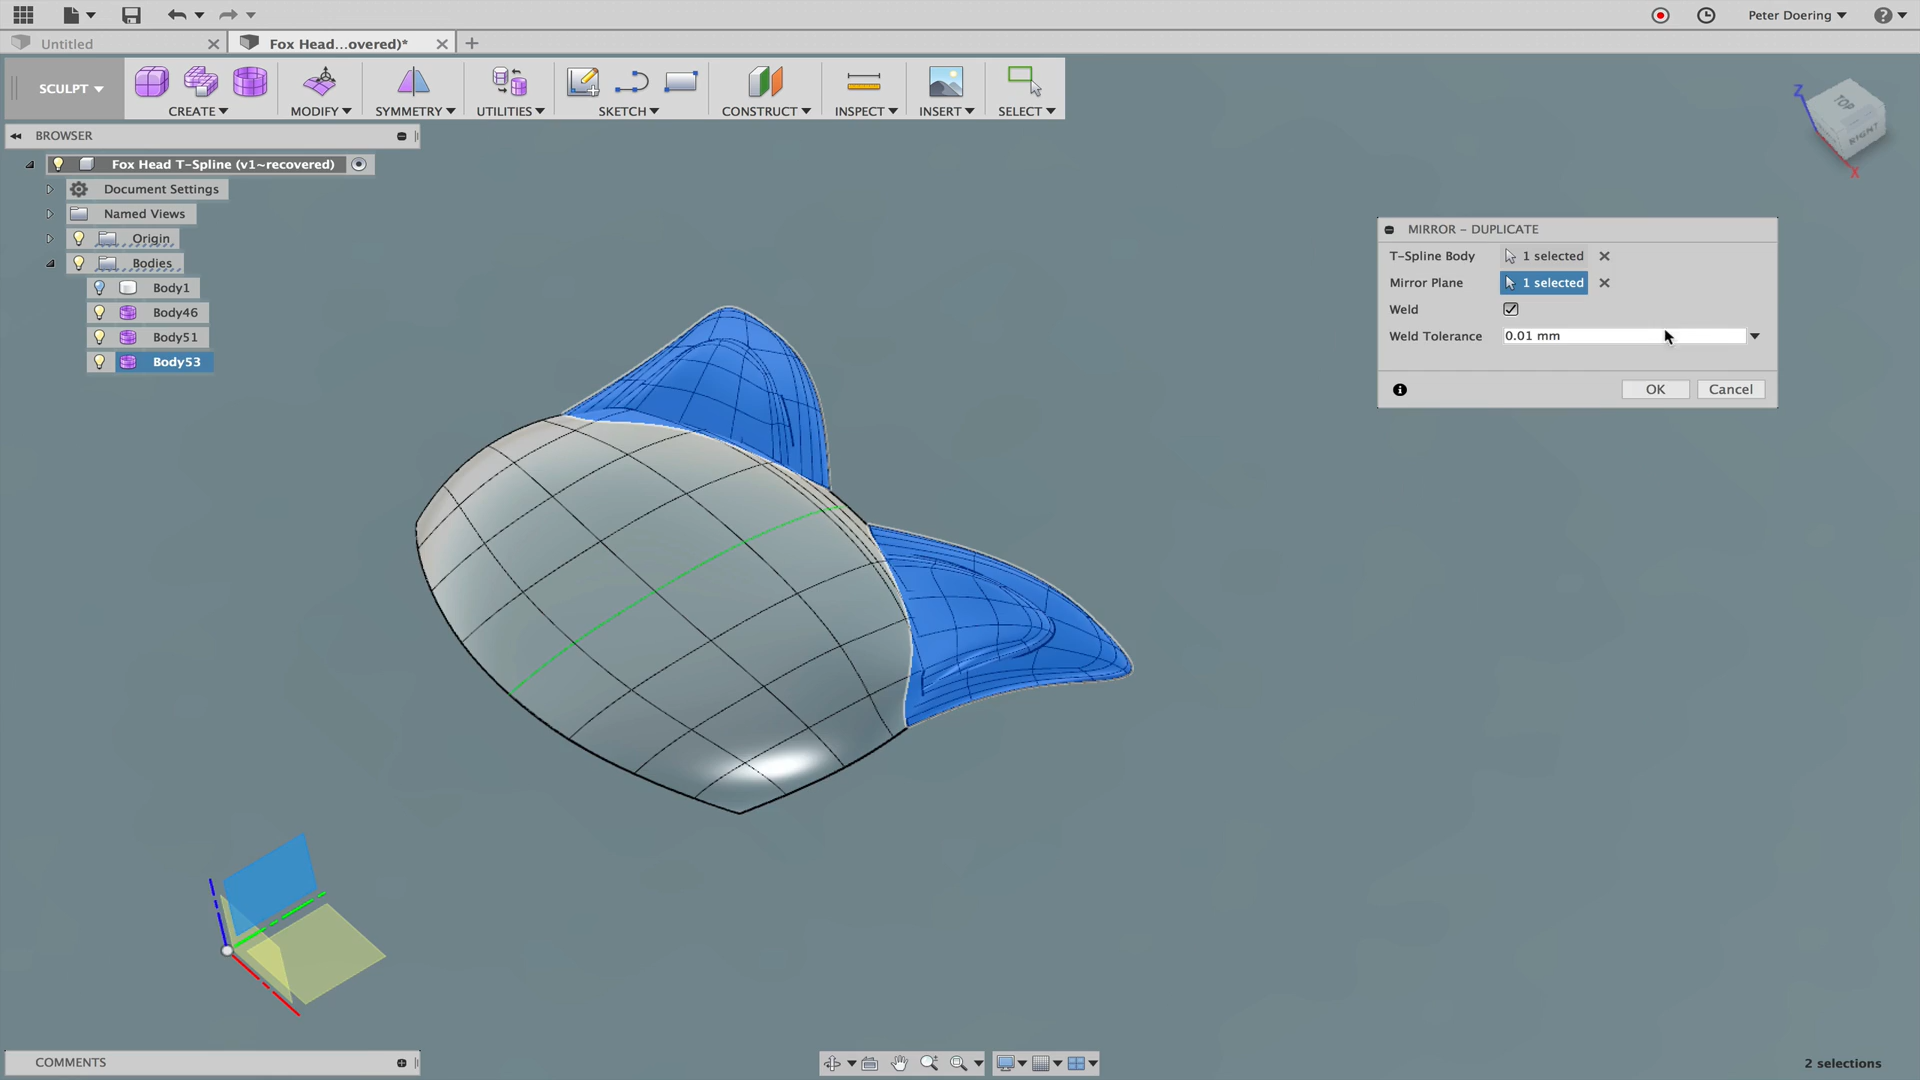 Peter Doering
Untitled
Fox Head...overed)*
SCULPT
CREATE
MODIFY
SYMMETRY
UTILITIES
SKETCH
CONSTRUCT
INSPECT
INSERT
SELECT
BROWSER
Fox Head T-Spline (v1~recovered)
Document Settings
Named Views
Origin
Bodies
Body1
Body46
Body51
Body53
Z
TOP
RIGHT
X
MIRROR - DUPLICATE
T-Spline Body 1 selected
Mirror Plane 1 selected
Weld
Weld Tolerance 0.01 mm
OK Cancel
COMMENTS
2 selections